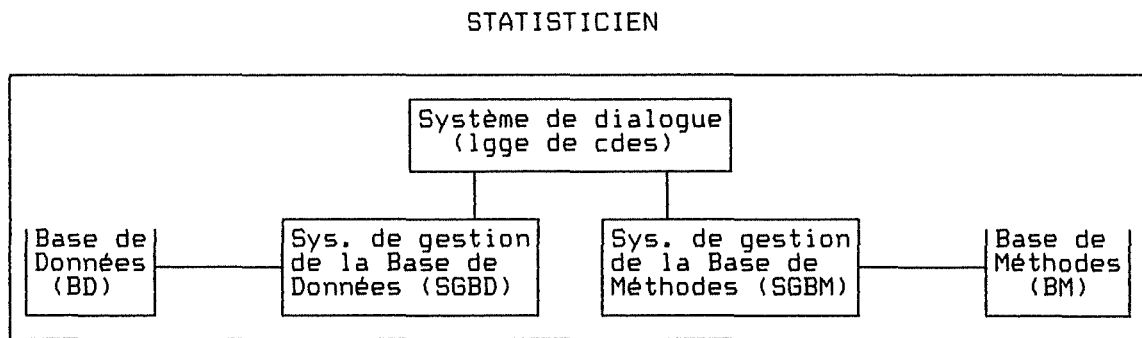 STATISTICIEN
Système de dialogue
(lgge de cdes)
Base de
Données
(BD)
Sys. de gestion
de la Base de
Données (SGBD)
Sys. de gestion
de la Base de
Méthodes (SGBM)
Base de
Méthodes
(BM)